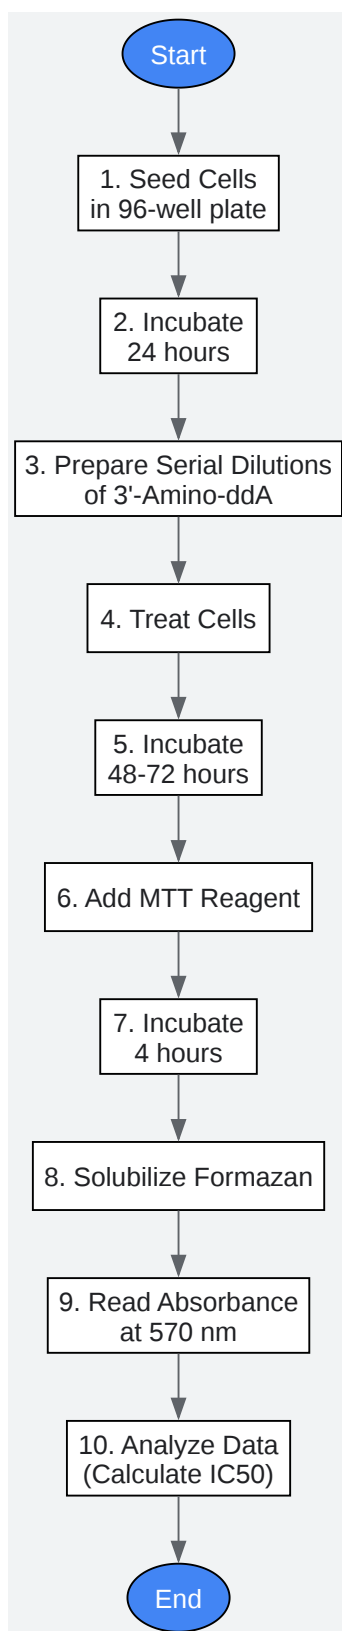 Start
1. Seed Cells
in 96-well plate
2. Incubate
24 hours
3. Prepare Serial Dilutions
of 3'-Amino-ddA
4. Treat Cells
5. Incubate
48-72 hours
6. Add MTT Reagent
7. Incubate
4 hours
8. Solubilize Formazan
9. Read Absorbance
at 570 nm
10. Analyze Data
(Calculate IC50)
End